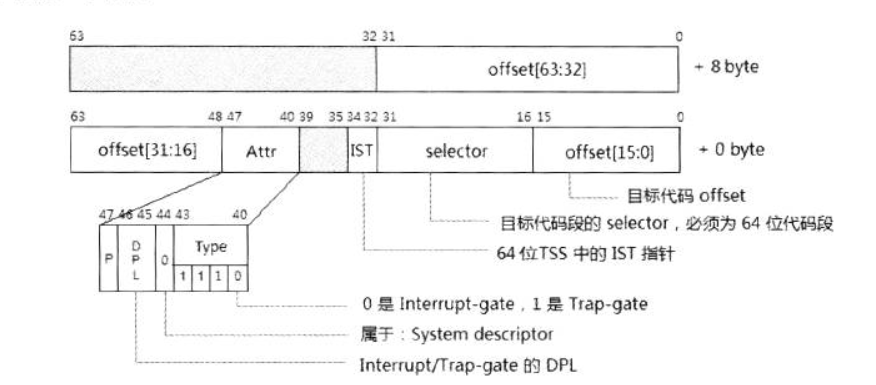 63 32 31 0
offset[63:32] + 8 byte
63 48 47 40 39 35 34 32 31 16 15 0
offset[31:16] Attr IST selector offset[15:0] + 0 byte
目标代码 offset
47 46 45 44 43 40
目标代码段的 selector，必须为 64 位代码段
P DPL 0 Type
64 位TSS 中的 IST 指针
1 1 1 0
0 是 Interrupt-gate，1 是 Trap-gate
属于：System descriptor
Interrupt/Trap-gate 的 DPL